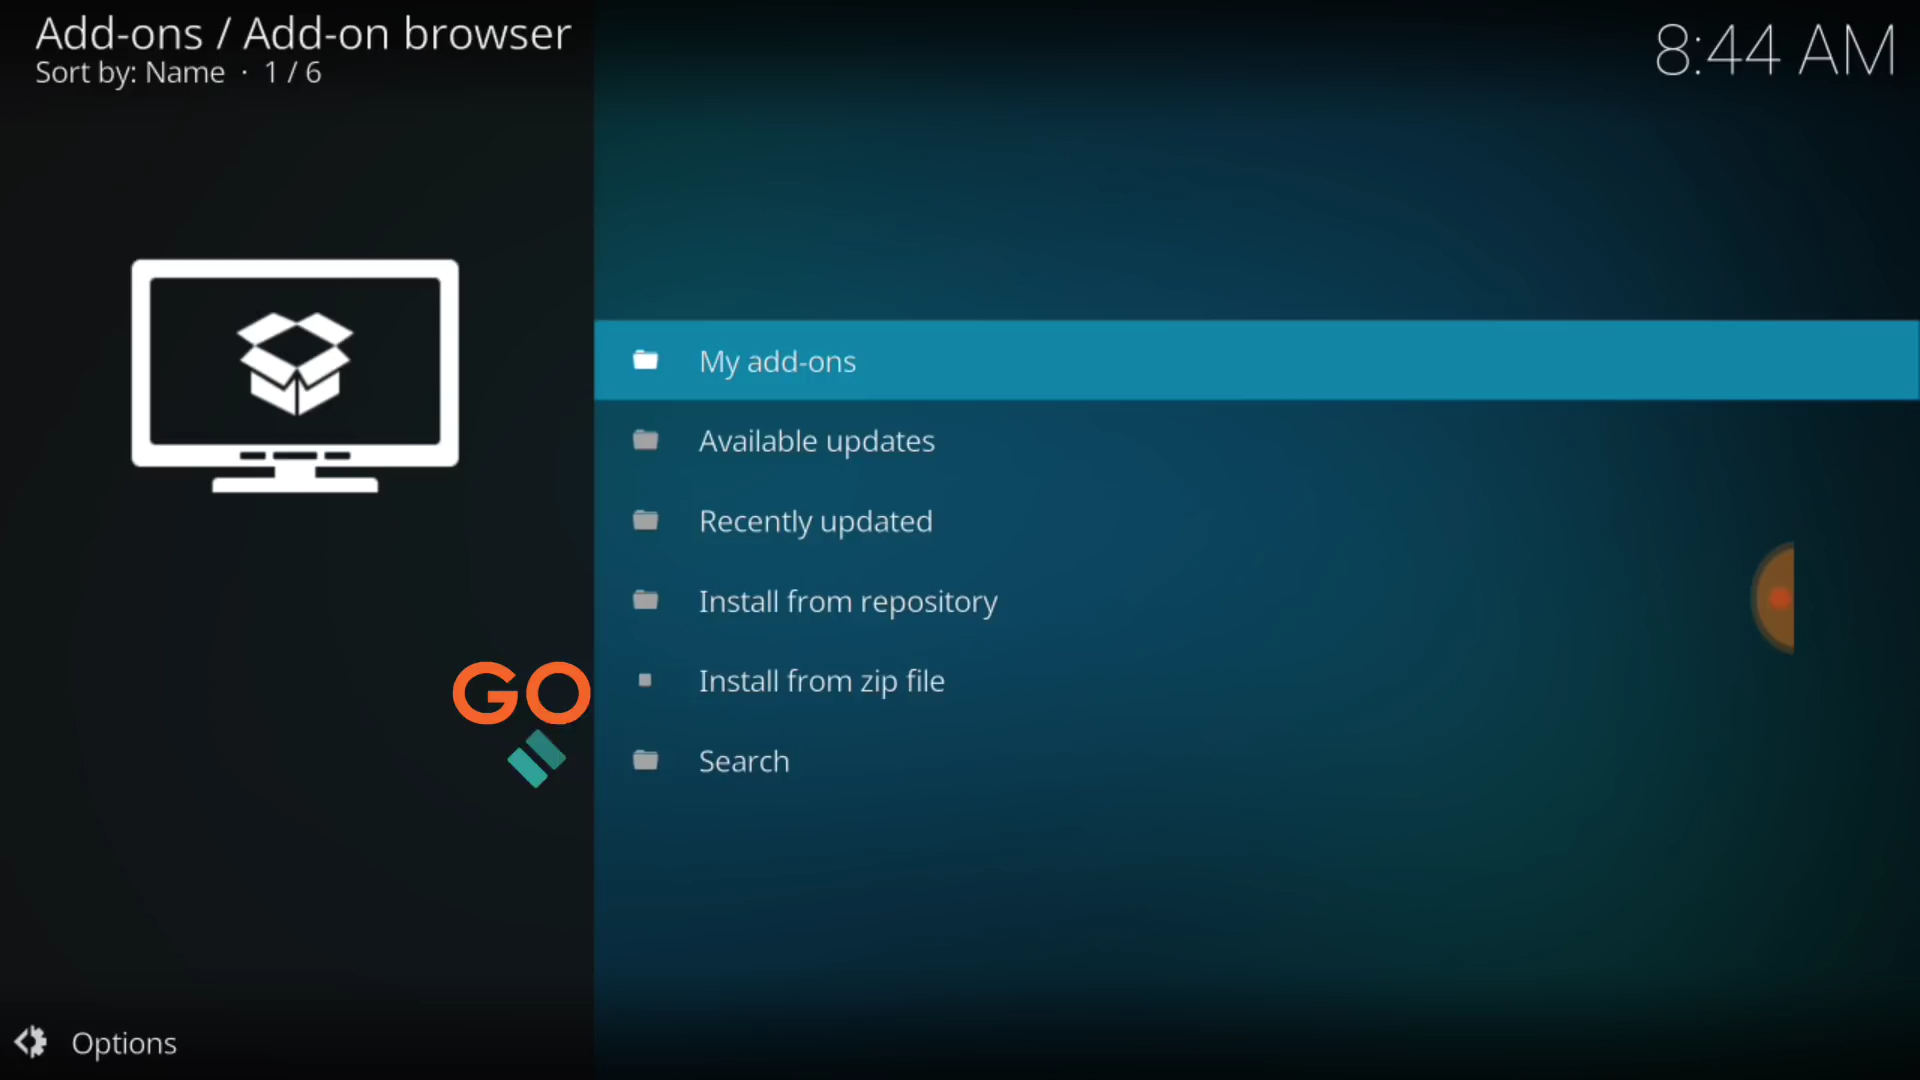 Add-ons / Add-on browser
Sort by: Name · 1 / 6
8:44 AM
My add-ons
Available updates
Recently updated
Install from repository
Install from zip file
Search
GO
Options